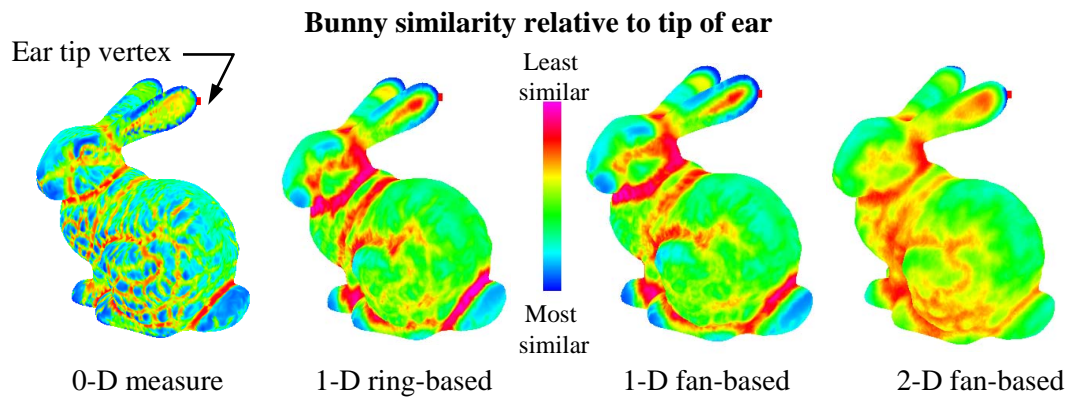 Bunny similarity relative to tip of ear
Ear tip vertex
Least
similar
Most
similar
0-D measure
1-D ring-based
1-D fan-based
2-D fan-based